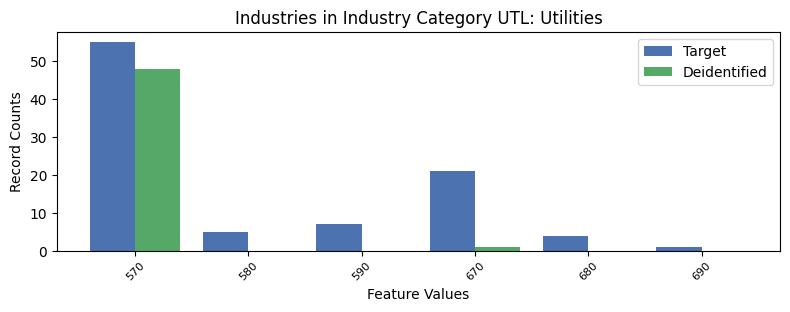 Industries in Industry Category UTL: Utilities
Target
Deidentified
Record Counts
50
40
30
20
10
0
570
580
590
670
680
690
Feature Values